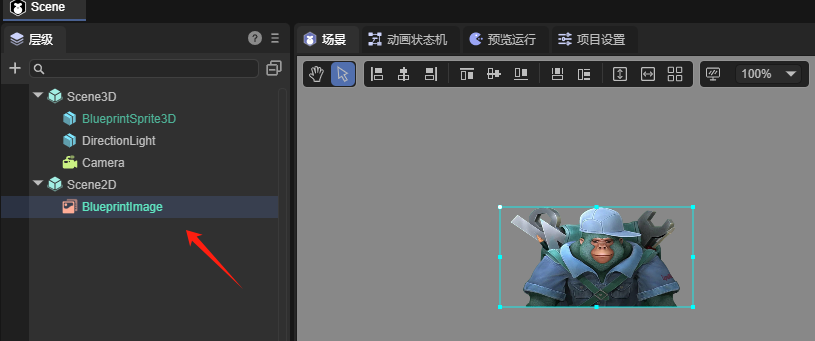 Scene
层级
场景
动画状态机
预览运行
项目设置
100%
Scene3D
BlueprintSprite3D
DirectionLight
Camera
Scene2D
BlueprintImage